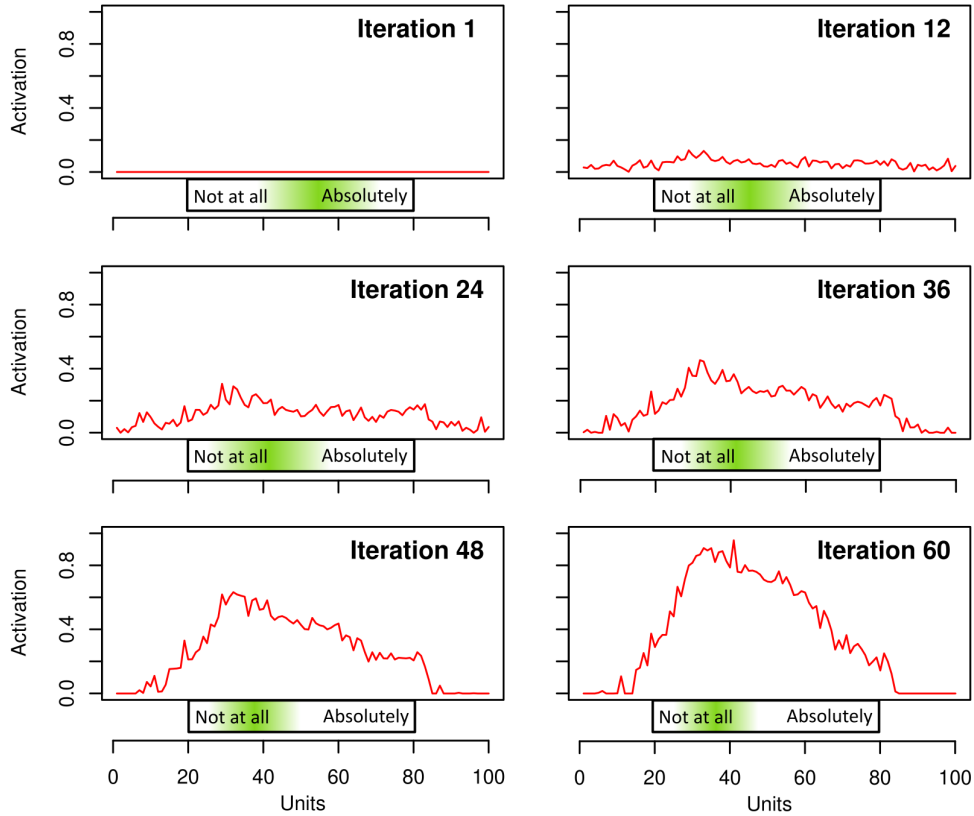 Iteration 1
Iteration 12
Activation
0.8
0.4
0.0
Not at all Absolutely
Not at all Absolutely
Iteration 24
Iteration 36
Activation
0.8
0.4
0.0
Not at all Absolutely
Not at all Absolutely
Iteration 48
Iteration 60
Activation
0.8
0.4
0.0
Not at all Absolutely
Not at all Absolutely
0 20 40 60 80 100
0 20 40 60 80 100
Units
Units